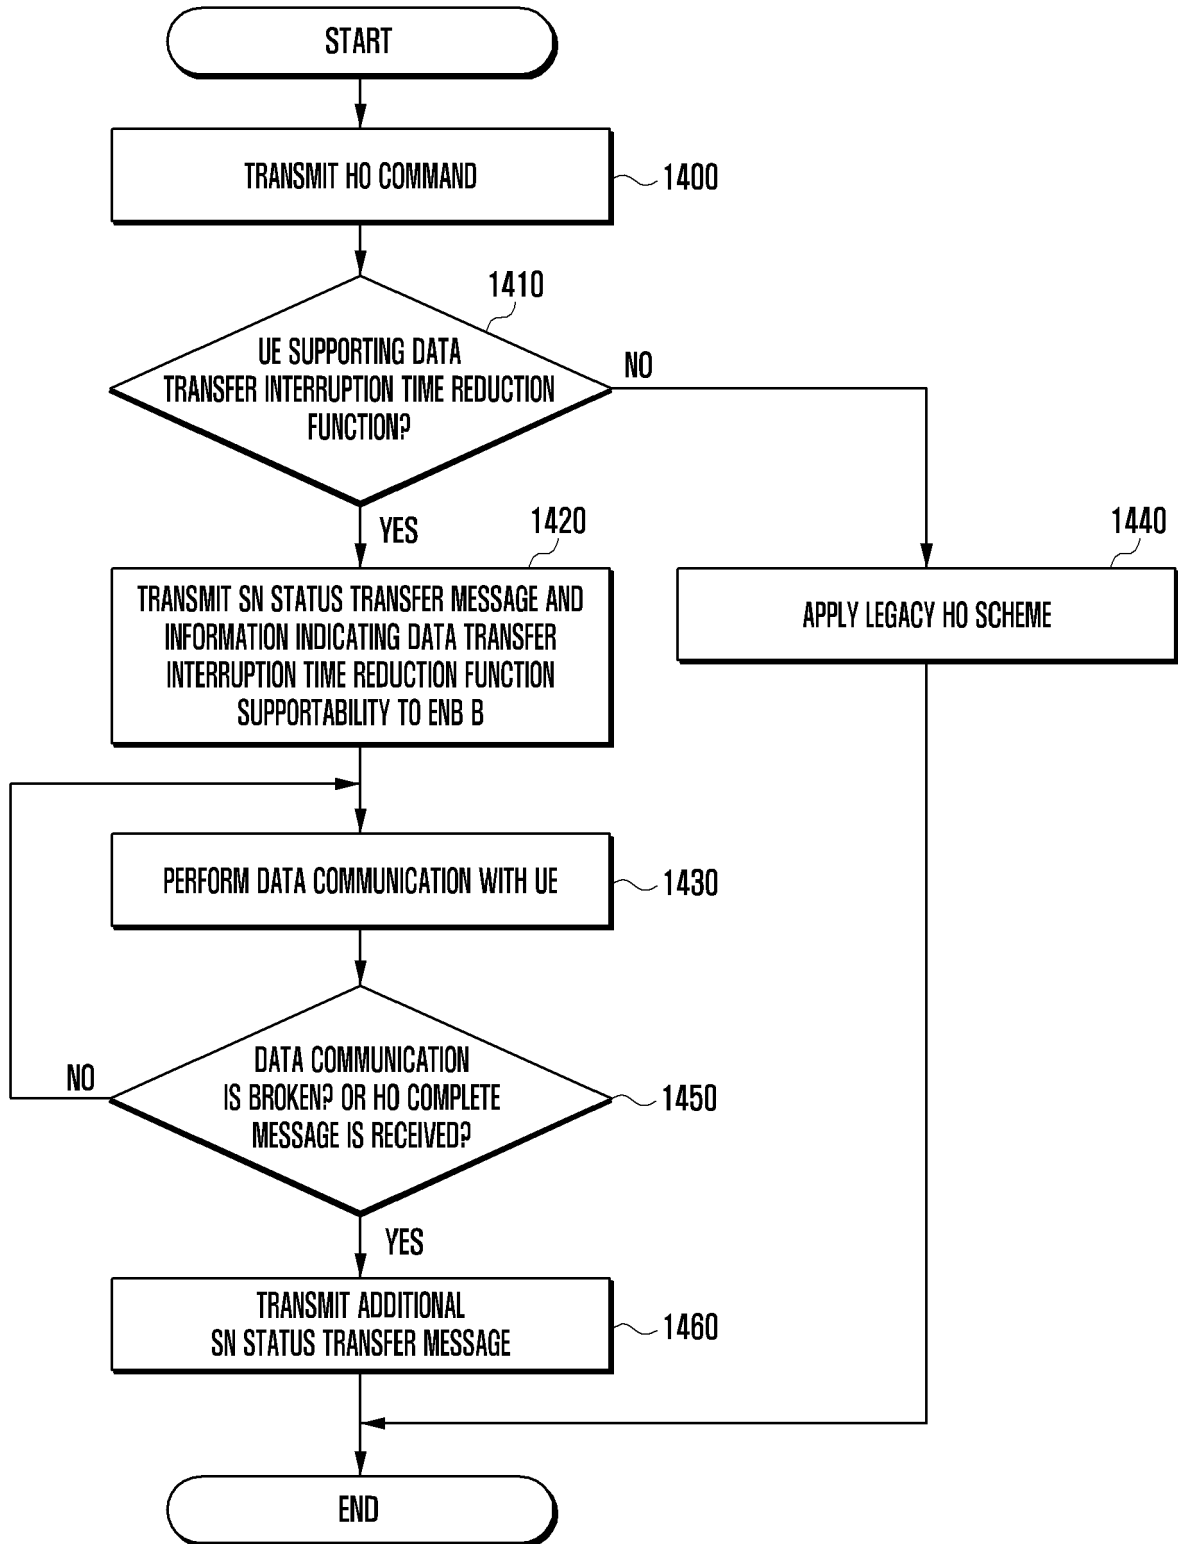 START
TRANSMIT HO COMMAND
1400
1410
UE SUPPORTING DATA
TRANSFER INTERRUPTION TIME REDUCTION
FUNCTION?
NO
YES
1420
TRANSMIT SN STATUS TRANSFER MESSAGE AND
INFORMATION INDICATING DATA TRANSFER
INTERRUPTION TIME REDUCTION FUNCTION
SUPPORTABILITY TO ENB B
1440
APPLY LEGACY HO SCHEME
PERFORM DATA COMMUNICATION WITH UE
1430
DATA COMMUNICATION
IS BROKEN? OR HO COMPLETE
MESSAGE IS RECEIVED?
1450
NO
YES
TRANSMIT ADDITIONAL
SN STATUS TRANSFER MESSAGE
1460
END